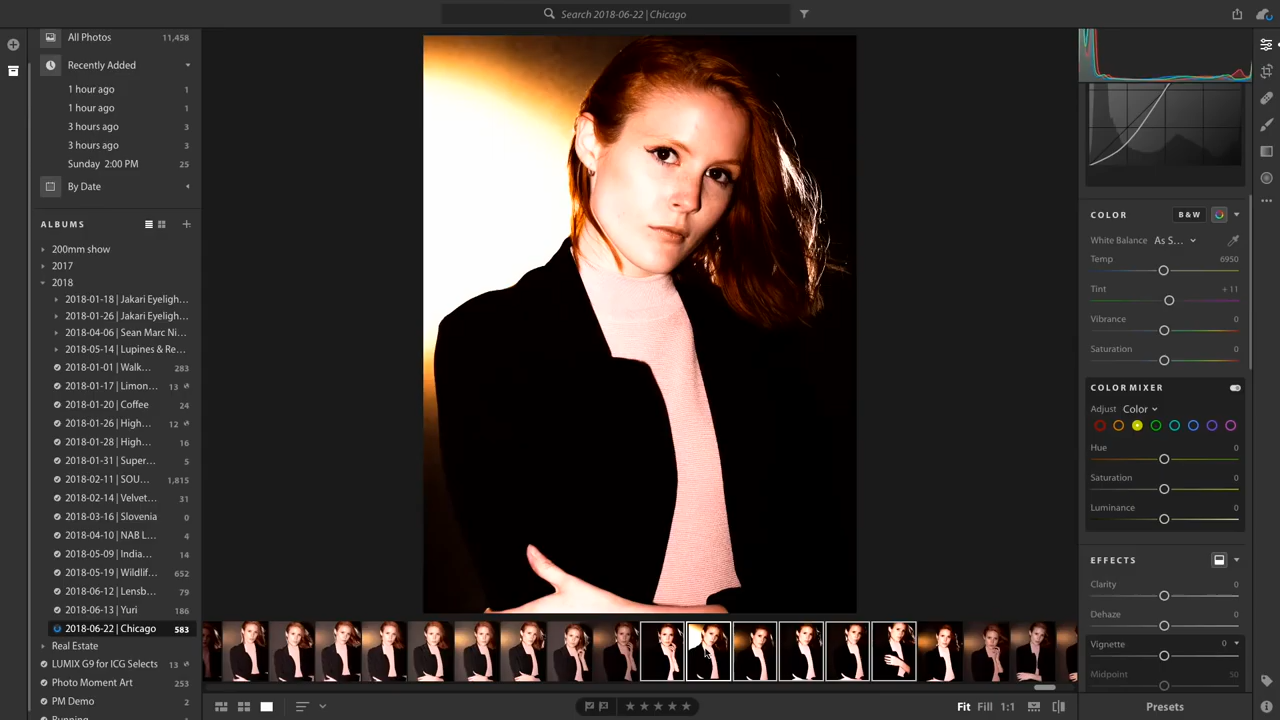 Search 2018-06-22 | Chicago
All Photos 11,458
Recently Added
1 hour ago 1
1 hour ago 1
3 hours ago 3
3 hours ago 3
Sunday 2:00 PM 25
By Date
ALBUMS
200mm show
2017
2018
2018-01-18 | Jakari Eyeligh...
2018-01-26 | Jakari Eyeligh...
2018-04-06 | Sean Marc Ni...
2018-05-14 | Lupines & Re...
2018-01-01 | Walk... 283
2018-01-17 | Limon... 13
2018-01-20 | Coffee 24
2018-01-26 | High... 12
2018-01-28 | High... 16
2018-01-31 | Super... 5
2018-02-11 | SOU... 1,815
2018-02-14 | Velvet... 31
2018-03-16 | Slovenia 0
2018-04-10 | NAB L... 4
2018-05-09 | India... 14
2018-05-19 | Wildlif... 652
2018-06-12 | Lensb... 79
2018-06-13 | Yuri 186
2018-06-22 | Chicago 583
Real Estate
LUMIX G9 for ICG Selects 13
Photo Moment Art 253
PM Demo 2
Running
COLOR B&W
White Balance As S...
Temp 6950
Tint + 11
Vibrance 0
Saturation 0
COLOR MIXER
Adjust Color
Hue 0
Saturation 0
Luminance 0
EFFECTS
Clarity 0
Dehaze 0
Vignette 0
Midpoint 50
Fit Fill 1:1
Presets